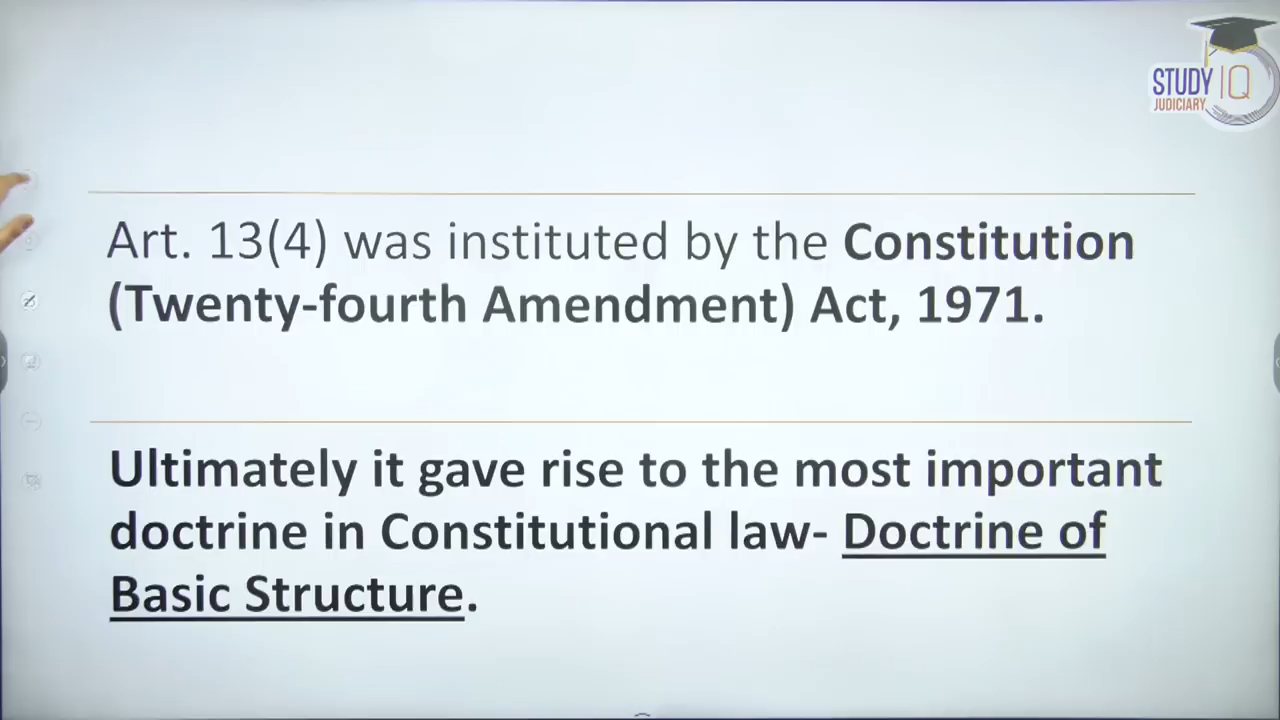 STUDY IQ
JUDICIARY
Art. 13(4) was instituted by the Constitution
(Twenty-fourth Amendment) Act, 1971.
Ultimately it gave rise to the most important
doctrine in Constitutional law- Doctrine of
Basic Structure.